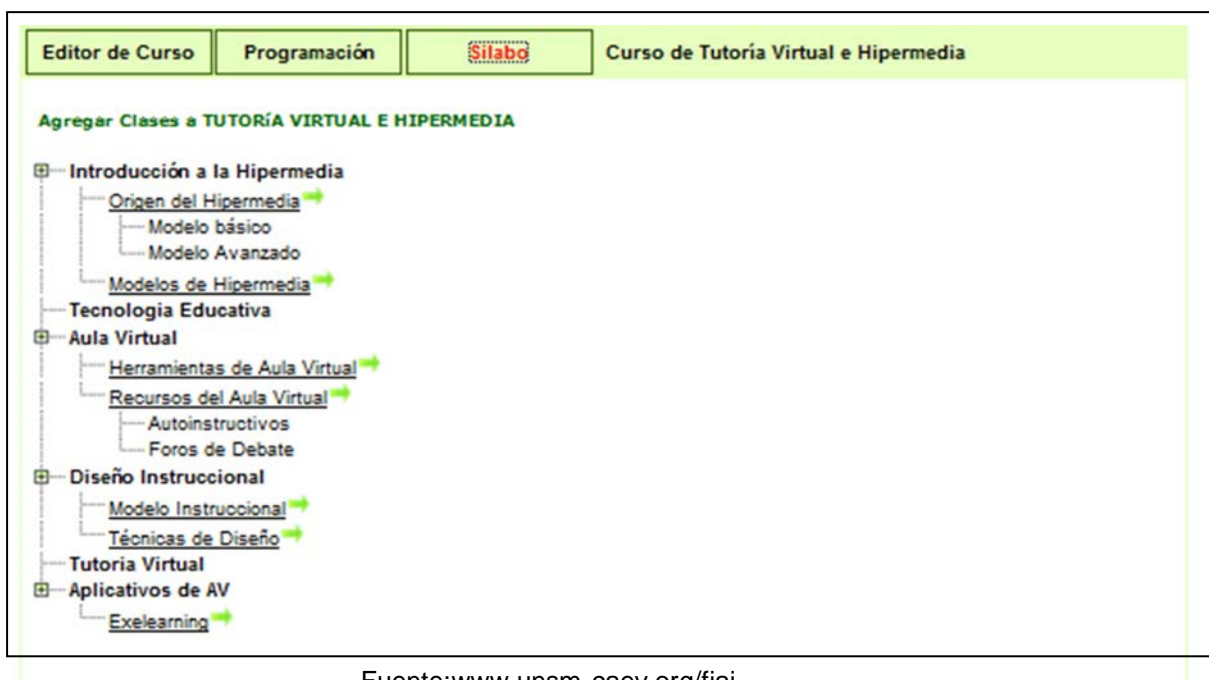 Editor de Curso Programación Silabo Curso de Tutoría Virtual e Hipermedia
Agregar Clases a TUTORíA VIRTUAL E HIPERMEDIA
Introducción a la Hipermedia
Origen del Hipermedia
Modelo básico
Modelo Avanzado
Modelos de Hipermedia
Tecnologia Educativa
Aula Virtual
Herramientas de Aula Virtual
Recursos del Aula Virtual
Autoinstructivos
Foros de Debate
Diseño Instruccional
Modelo Instruccional
Técnicas de Diseño
Tutoria Virtual
Aplicativos de AV
Exelearning